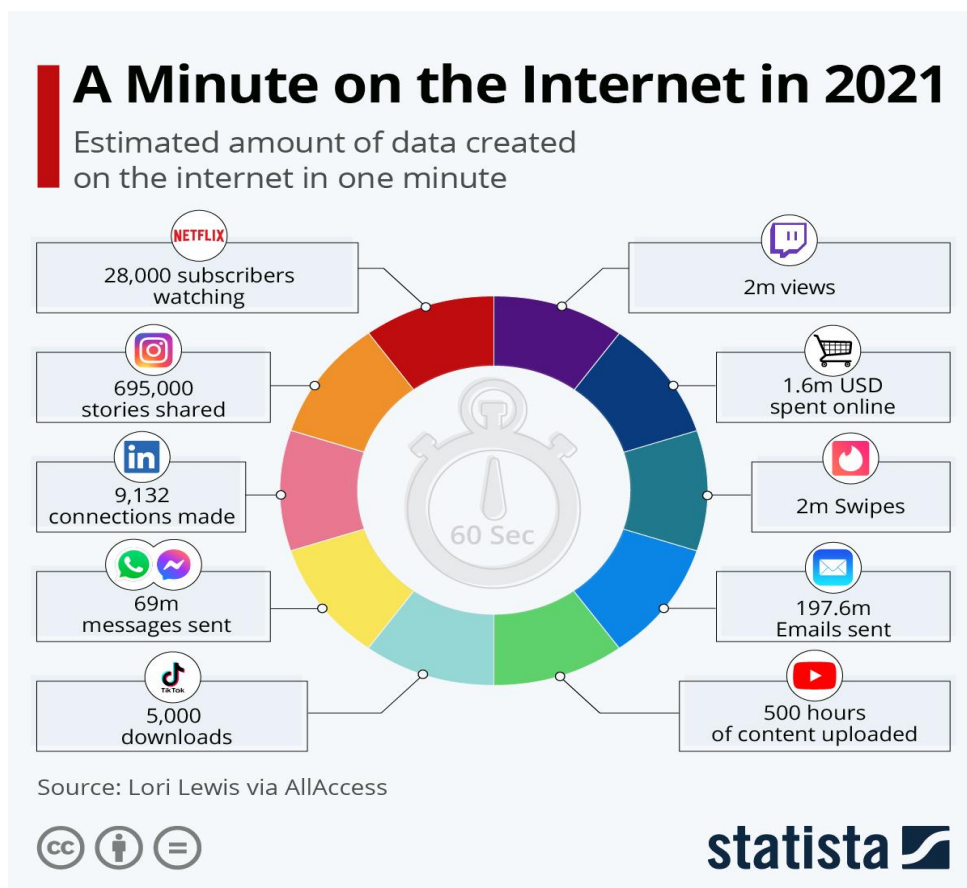 A Minute on the Internet in 2021
Estimated amount of data created
on the internet in one minute
NETFLIX
28,000 subscribers
watching
2m views
695,000
stories shared
1.6m USD
spent online
in
9,132
connections made
2m Swipes
69m
messages sent
197.6m
Emails sent
TikTok
5,000
downloads
500 hours
of content uploaded
60 Sec
Source: Lori Lewis via AllAccess
cc
statista